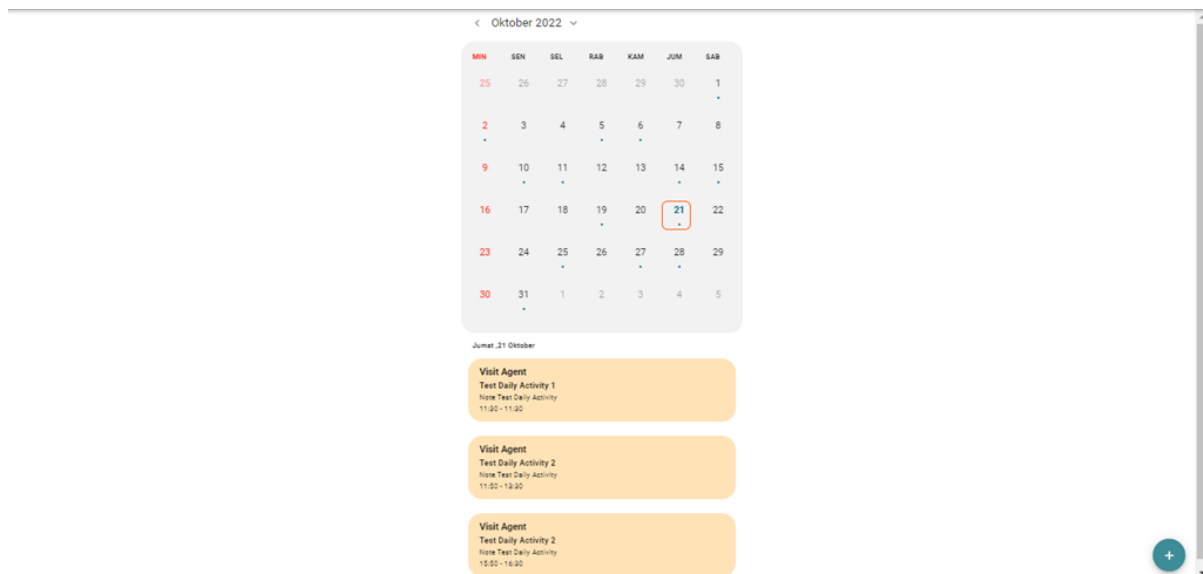 Oktober 2022
MIN SEN SEL RAB KAM JUM SAB
25 26 27 28 29 30 1
2 3 4 5 6 7 8
9 10 11 12 13 14 15
16 17 18 19 20 21 22
23 24 25 26 27 28 29
30 31 1 2 3 4 5
Jumat ,21 Oktober
Visit Agent
Test Daily Activity 1
Note Test Daily Activity
11:30 - 11:30
Visit Agent
Test Daily Activity 2
Note Test Daily Activity
11:50 - 13:30
Visit Agent
Test Daily Activity 2
Note Test Daily Activity
15:50 - 16:30
+